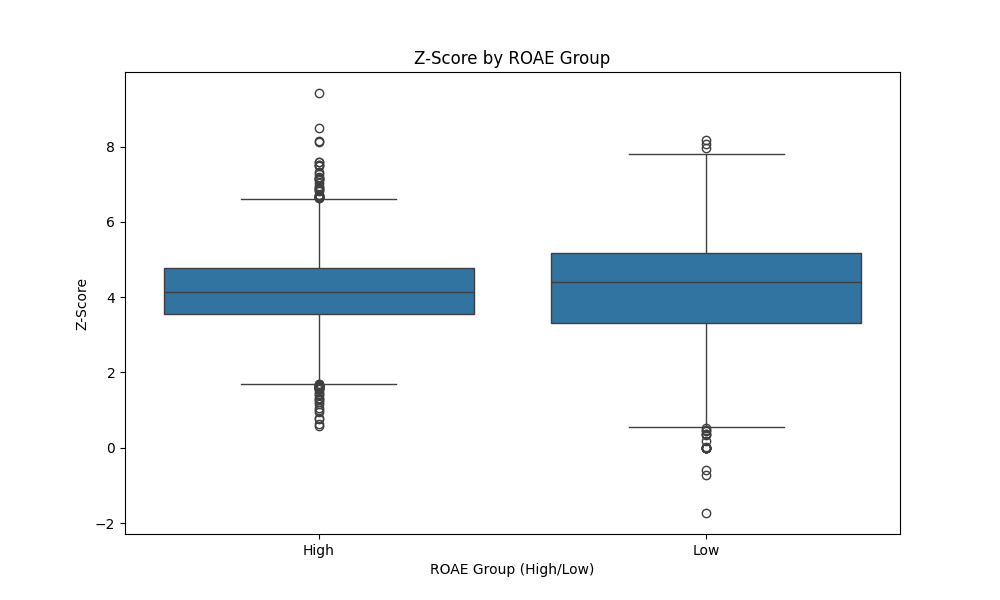 Z-Score by ROAE Group
Z-Score
8
6
4
2
0
−2
High
Low
ROAE Group (High/Low)